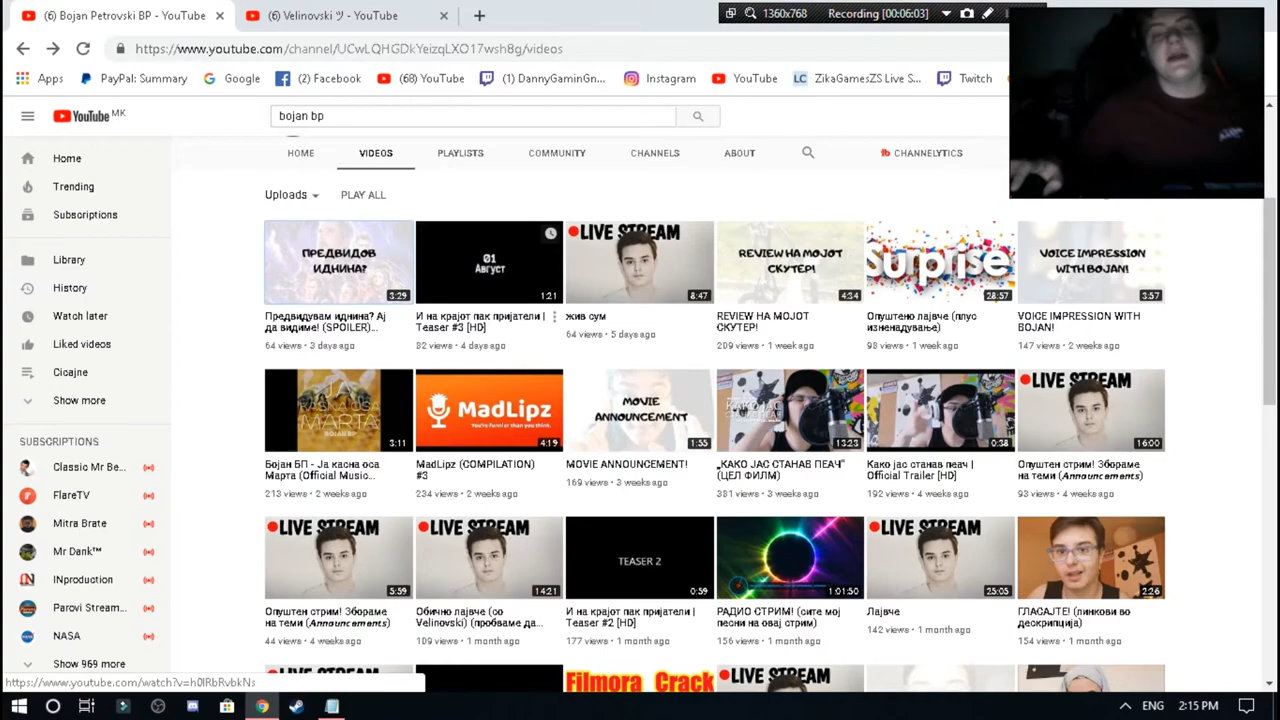 (6) Bojan Petrovski BP - YouTube
(6) Velinovski ツ - YouTube
1360x768
Recording [00:06:03]
https://www.youtube.com/channel/UCwLQHGDkYeizqLXO17wsh8g/videos
Apps
PayPal: Summary
Google
(2) Facebook
(68) YouTube
(1) DannyGaminGn...
Instagram
YouTube
LC ZikaGamesZS Live S...
Twitch
YouTube MK
bojan bp
HOME
VIDEOS
PLAYLISTS
COMMUNITY
CHANNELS
ABOUT
CHANNELYTICS
Home
Trending
Subscriptions
Library
History
Watch later
Liked videos
Cicajne
Show more
SUBSCRIPTIONS
Classic Mr Be...
FlareTV
Mitra Brate
Mr Dank™
INproduction
Parovi Stream...
NASA
Show 969 more
Uploads
PLAY ALL
ПРЕДВИДОВ
ИДНИНА?
3:29
Предвидувам иднина? Ај
да видиме! (SPOILER)...
64 views • 3 days ago
01
Август
1:21
И на крајот пак пријатели |
Teaser #3 [HD]
82 views • 4 days ago
LIVE STREAM
8:47
жив сум
64 views • 5 days ago
REVIEW НА МОЈОТ
СКУТЕР!
4:34
REVIEW НА МОЈОТ
СКУТЕР!
209 views • 1 week ago
Surprise
28:57
Опуштено лајвче (плус
изненадување)
98 views • 1 week ago
VOICE IMPRESSION
WITH BOJAN!
3:57
VOICE IMPRESSION WITH
BOJAN!
147 views • 2 weeks ago
3:11
Бојан БП - Ја касна оса
Марта (Official Music...
213 views • 2 weeks ago
MadLipz
You're funnier than you think.
4:19
MadLipz (COMPILATION)
#3
234 views • 2 weeks ago
MOVIE
ANNOUNCEMENT!
1:55
MOVIE ANNOUNCEMENT!
169 views • 3 weeks ago
КАКО ЈАС
СТАНАВ ПЕАЧ
13:23
„КАКО ЈАС СТАНАВ ПЕАЧ"
(ЦЕЛ ФИЛМ)
381 views • 3 weeks ago
0:38
Како јас станав пеач |
Official Trailer [HD]
192 views • 4 weeks ago
LIVE STREAM
16:00
Опуштен стрим! Збораме
на теми (Announcements)
93 views • 4 weeks ago
LIVE STREAM
5:59
Опуштен стрим! Збораме
на теми (Announcements)
44 views • 4 weeks ago
LIVE STREAM
14:21
Обично лајвче (со
Velinovski) (пробваме да...
109 views • 1 month ago
TEASER 2
0:59
И на крајот пак пријатели |
Teaser #2 [HD]
177 views • 1 month ago
1:01:50
РАДИО СТРИМ! (сите мој
песни на овај стрим)
156 views • 1 month ago
LIVE STREAM
25:05
Лајвче
142 views • 1 month ago
2:26
ГЛАСАЈТЕ! (линкови во
дескрипција)
154 views • 1 month ago
LIVE STREAM
Filmora Crack
LIVE STREAM
https://www.youtube.com/watch?v=h0lRbRvbkNs
ENG
2:15 PM